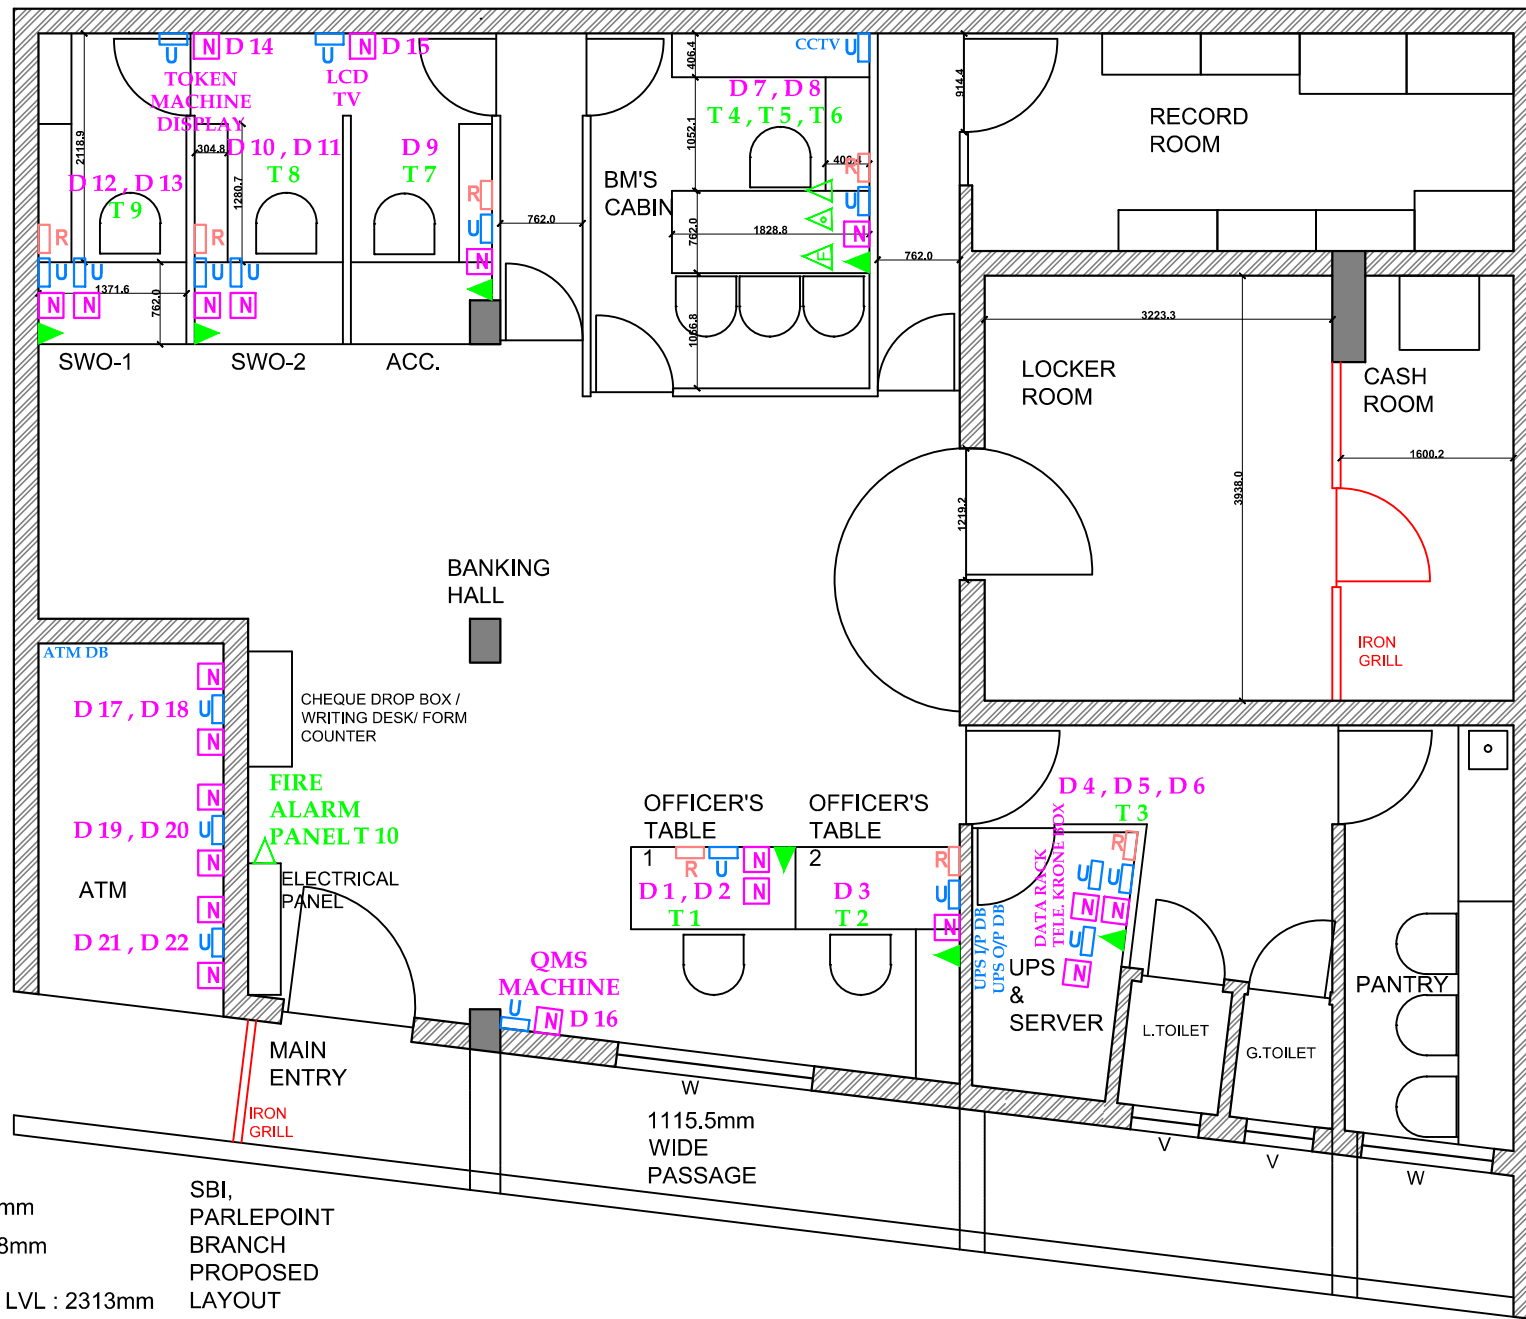 U N D 14
U N D 15
CCTV U
TOKEN
MACHINE
DISPLAY
LCD
TV
D 7 , D 8
T 4 , T 5 , T 6
406.4
914.4
RECORD
ROOM
2118.9
304.8
D 10 , D 11
T 8
D 9
T 7
1052.1
406.4
R
D 12 , D 13
T 9
1280.7
R
BM'S
CABIN
U
R
R
U
762.0
762.0
1828.8
N
762.0
U U
U U
N
F
1371.6
N N
762.0
N N
1066.8
3223.3
SWO-1
SWO-2
ACC.
LOCKER
ROOM
CASH
ROOM
1600.2
1219.2
3938.0
BANKING
HALL
IRON
GRILL
ATM DB
N
D 17 , D 18 U
N
CHEQUE DROP BOX /
WRITING DESK/ FORM
COUNTER
FIRE
ALARM
PANEL T 10
N
D 19 , D 20 U
N
OFFICER'S
TABLE
1
OFFICER'S
TABLE
2
D 4 , D 5 , D 6
T 3
R
R U N
N
R
D 1 , D 2
T 1
D 3
T 2
U
N
DATA RACK
TELE. KRONE BOX
U U
N N
U
N
UPS I/P DB
UPS O/P DB
ATM
ELECTRICAL
PANEL
N
D 21 , D 22 U
N
QMS
MACHINE
U N D 16
UPS
&
SERVER
PANTRY
L.TOILET
G.TOILET
MAIN
ENTRY
IRON
GRILL
W
1115.5mm
WIDE
PASSAGE
V
V
W
mm
8mm
LVL : 2313mm
SBI,
PARLEPOINT
BRANCH
PROPOSED
LAYOUT